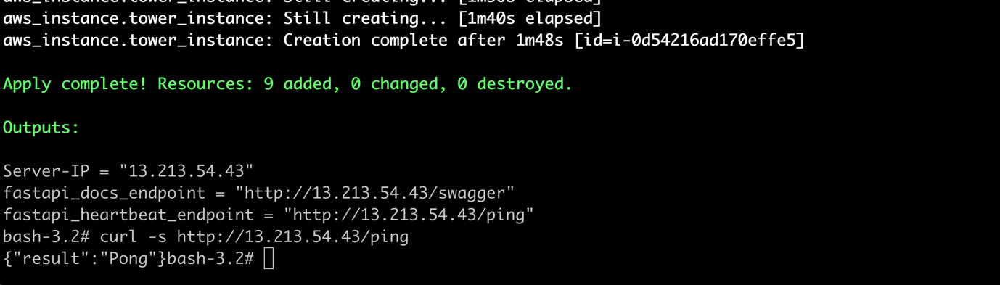 aws_instance.tower_instance: Still creating... [1m30s elapsed]
aws_instance.tower_instance: Still creating... [1m40s elapsed]
aws_instance.tower_instance: Creation complete after 1m48s [id=i-0d54216ad170effe5]
Apply complete! Resources: 9 added, 0 changed, 0 destroyed.
Outputs:
Server-IP = "13.213.54.43"
fastapi_docs_endpoint = "http://13.213.54.43/swagger"
fastapi_heartbeat_endpoint = "http://13.213.54.43/ping"
bash-3.2# curl -s http://13.213.54.43/ping
{"result":"Pong"}bash-3.2#